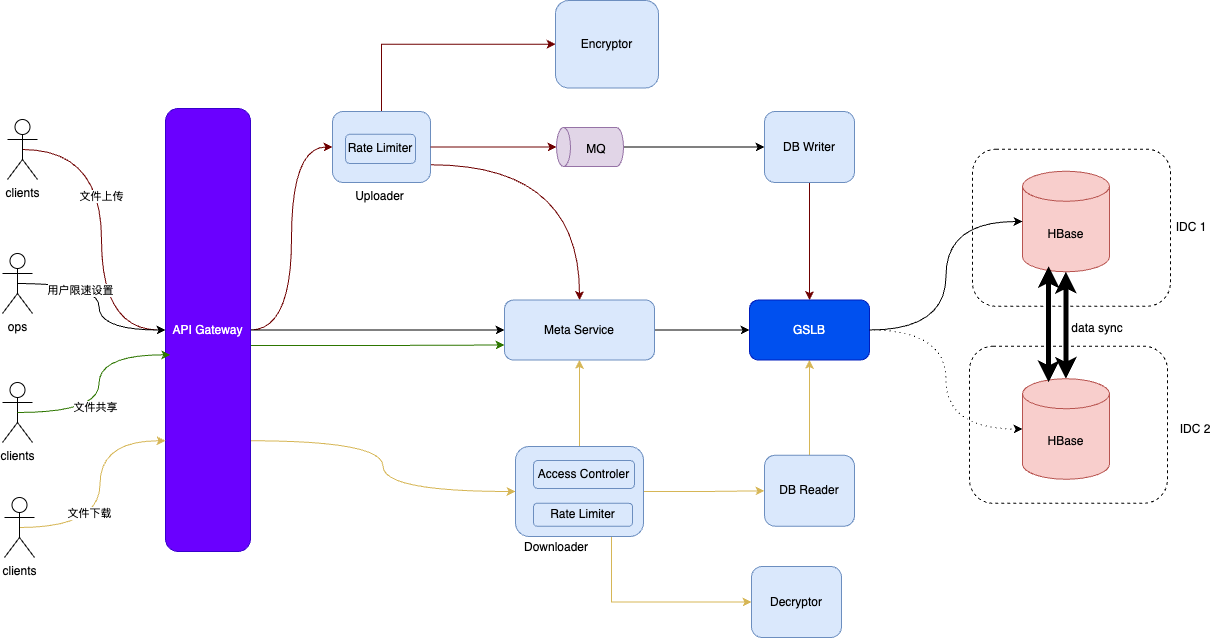 Encryptor
Rate Limiter
Uploader
MQ
DB Writer
clients
文件上传
用户限速设置
ops
API Gateway
Meta Service
GSLB
HBase
IDC 1
data sync
HBase
IDC 2
文件共享
clients
文件下载
clients
Access Controler
Rate Limiter
Downloader
DB Reader
Decryptor